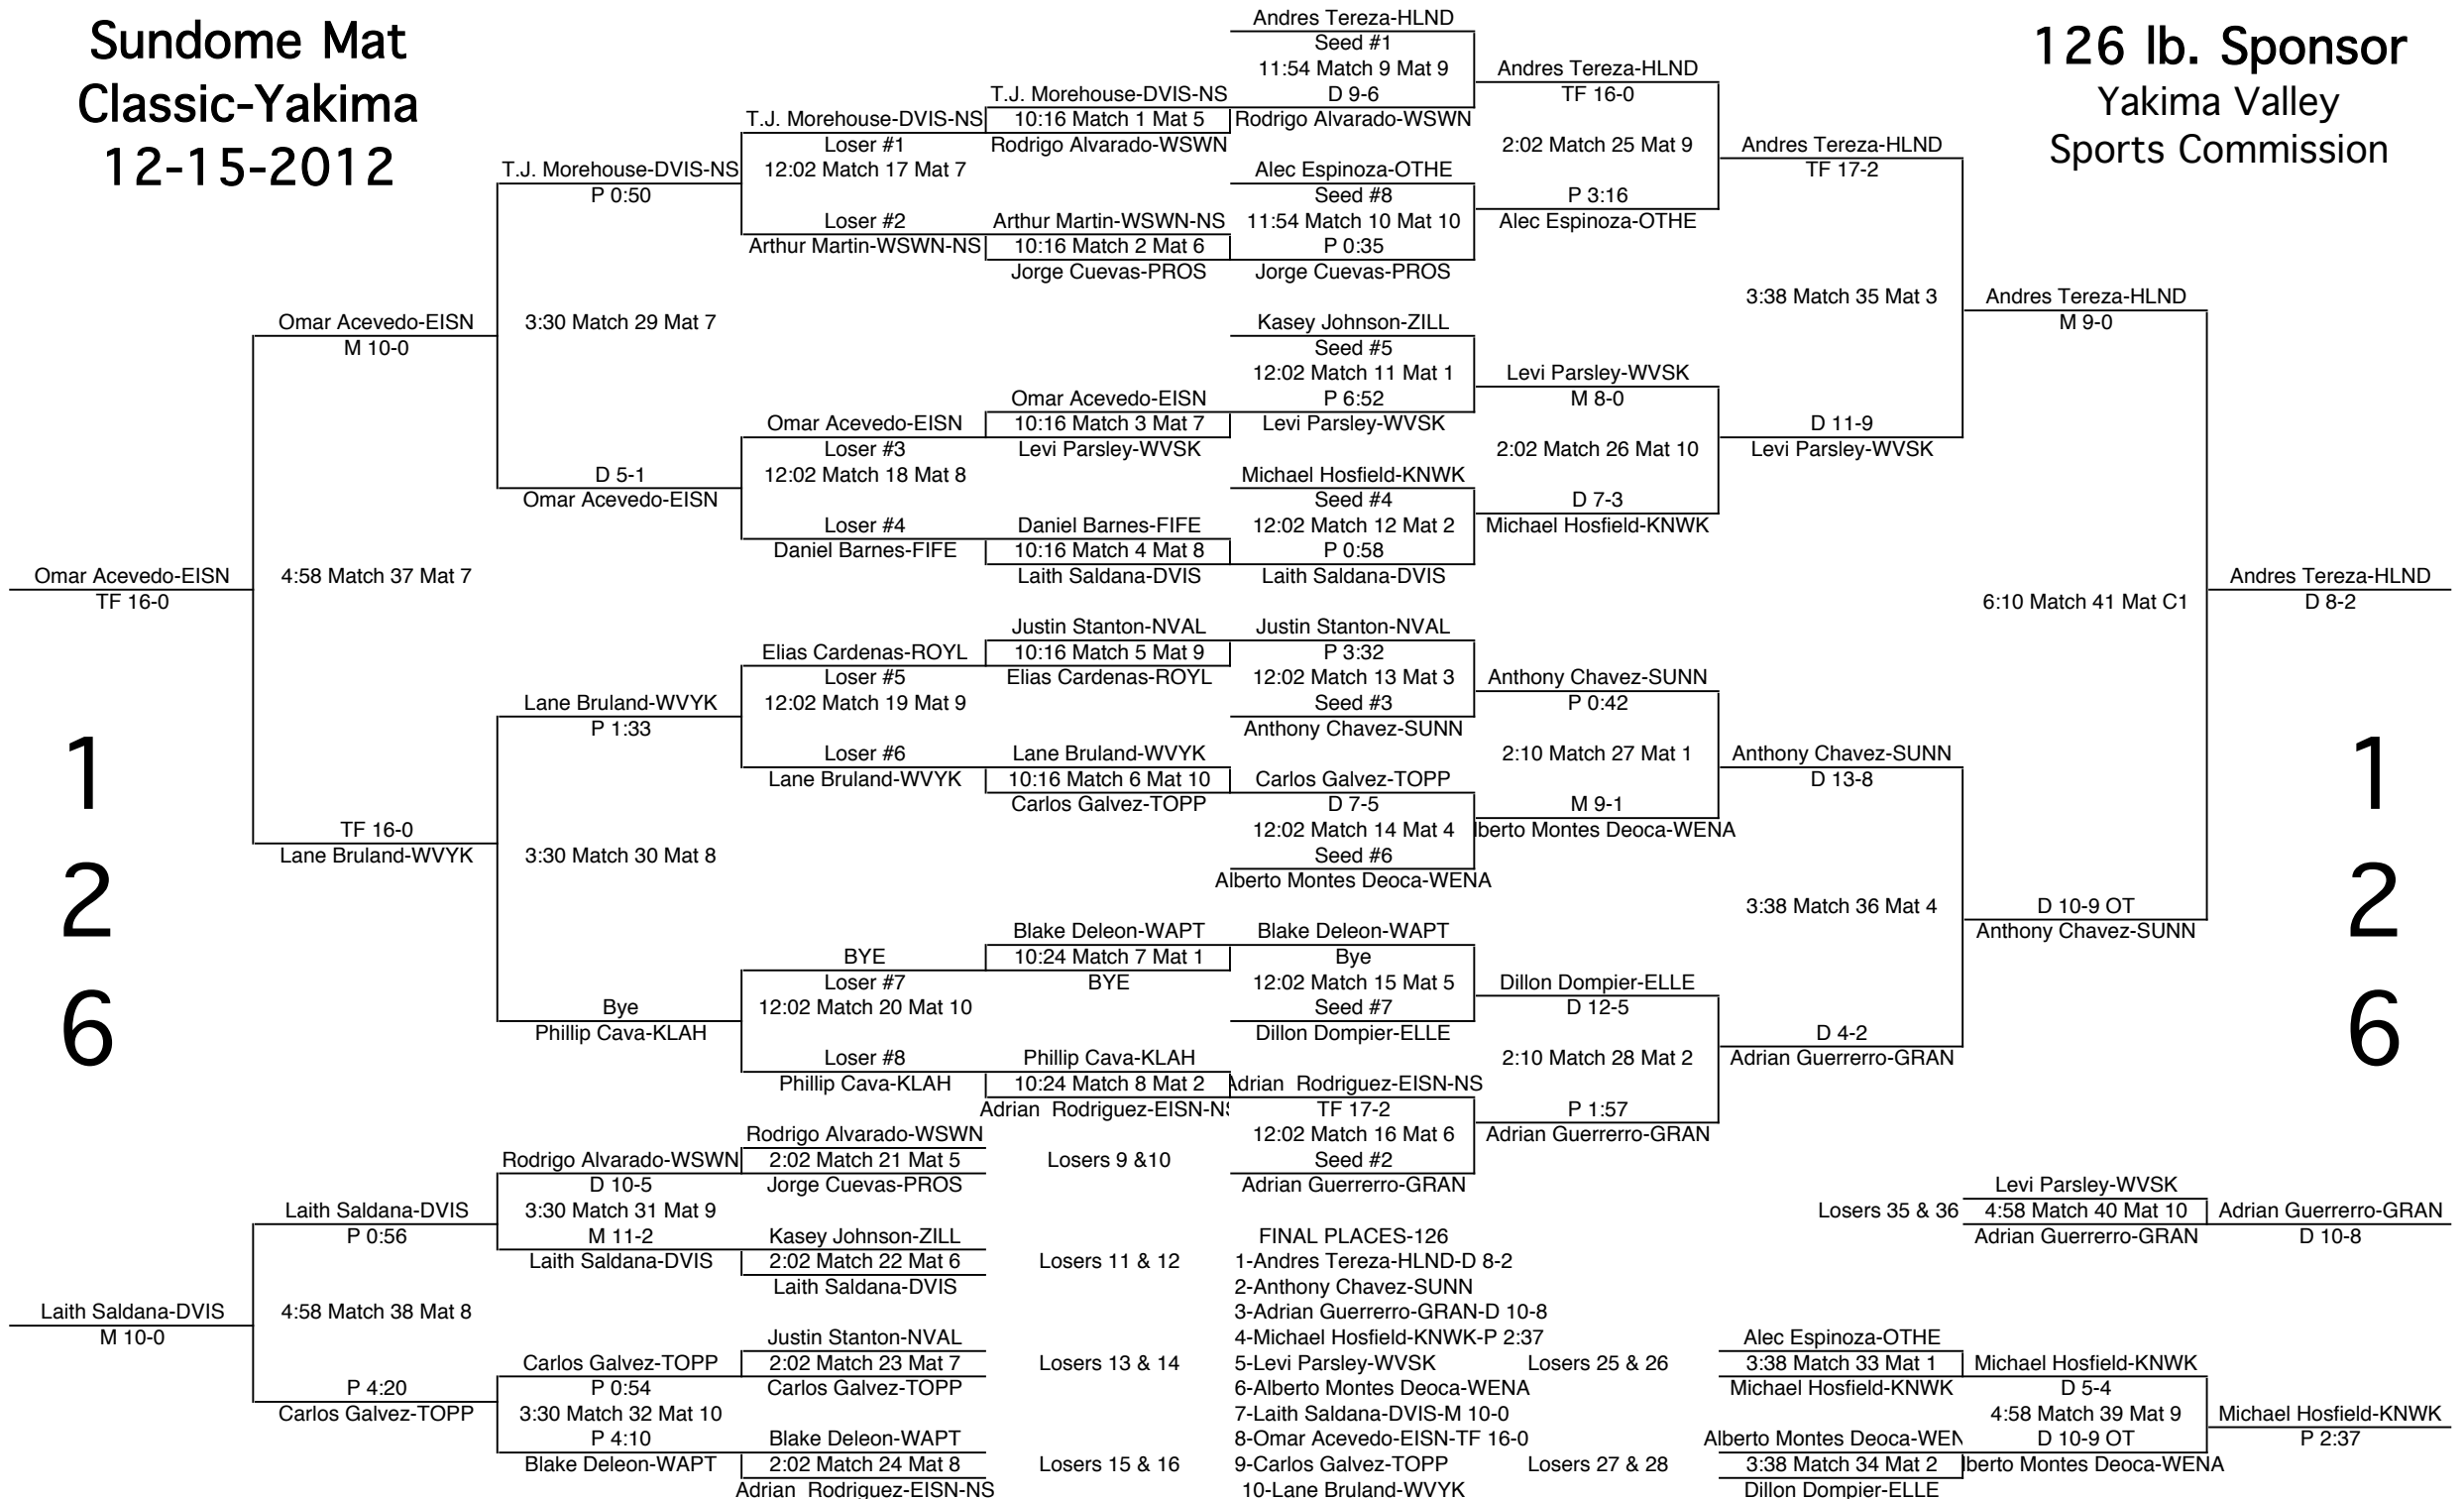 Sundome Mat
Classic-Yakima
12-15-2012
126 lb. Sponsor
Yakima Valley
Sports Commission
Omar Acevedo-EISN
TF 16-0
1
2
6
Laith Saldana-DVIS
M 10-0
Omar Acevedo-EISN
M 10-0
4:58 Match 37 Mat 7
TF 16-0
Lane Bruland-WVYK
Laith Saldana-DVIS
P 0:56
4:58 Match 38 Mat 8
P 4:20
Carlos Galvez-TOPP
T.J. Morehouse-DVIS-NS
P 0:50
3:30 Match 29 Mat 7
D 5-1
Omar Acevedo-EISN
Lane Bruland-WVYK
P 1:33
3:30 Match 30 Mat 8
Bye
Phillip Cava-KLAH
Rodrigo Alvarado-WSWN
D 10-5
3:30 Match 31 Mat 9
M 11-2
Laith Saldana-DVIS
Carlos Galvez-TOPP
P 0:54
3:30 Match 32 Mat 10
P 4:10
Blake Deleon-WAPT
T.J. Morehouse-DVIS-NS
Loser #1
12:02 Match 17 Mat 7
Loser #2
Arthur Martin-WSWN-NS
Omar Acevedo-EISN
Loser #3
12:02 Match 18 Mat 8
Loser #4
Daniel Barnes-FIFE
Elias Cardenas-ROYL
Loser #5
12:02 Match 19 Mat 9
Loser #6
Lane Bruland-WVYK
BYE
Loser #7
12:02 Match 20 Mat 10
Loser #8
Phillip Cava-KLAH
Rodrigo Alvarado-WSWN
2:02 Match 21 Mat 5
Jorge Cuevas-PROS
Kasey Johnson-ZILL
2:02 Match 22 Mat 6
Laith Saldana-DVIS
Justin Stanton-NVAL
2:02 Match 23 Mat 7
Carlos Galvez-TOPP
Blake Deleon-WAPT
2:02 Match 24 Mat 8
Adrian Rodriguez-EISN-NS
T.J. Morehouse-DVIS-NS
10:16 Match 1 Mat 5
Rodrigo Alvarado-WSWN
Arthur Martin-WSWN-NS
10:16 Match 2 Mat 6
Jorge Cuevas-PROS
Omar Acevedo-EISN
10:16 Match 3 Mat 7
Levi Parsley-WVSK
Daniel Barnes-FIFE
10:16 Match 4 Mat 8
Laith Saldana-DVIS
Justin Stanton-NVAL
10:16 Match 5 Mat 9
Elias Cardenas-ROYL
Lane Bruland-WVYK
10:16 Match 6 Mat 10
Carlos Galvez-TOPP
Blake Deleon-WAPT
10:24 Match 7 Mat 1
BYE
Phillip Cava-KLAH
10:24 Match 8 Mat 2
Adrian Rodriguez-EISN-NS
Losers 9 &10
Losers 11 & 12
Losers 13 & 14
Losers 15 & 16
Andres Tereza-HLND
Seed #1
11:54 Match 9 Mat 9
D 9-6
Rodrigo Alvarado-WSWN
Alec Espinoza-OTHE
Seed #8
11:54 Match 10 Mat 10
P 0:35
Jorge Cuevas-PROS
Kasey Johnson-ZILL
Seed #5
12:02 Match 11 Mat 1
P 6:52
Levi Parsley-WVSK
Michael Hosfield-KNWK
Seed #4
12:02 Match 12 Mat 2
P 0:58
Laith Saldana-DVIS
Justin Stanton-NVAL
P 3:32
12:02 Match 13 Mat 3
Seed #3
Anthony Chavez-SUNN
Carlos Galvez-TOPP
D 7-5
12:02 Match 14 Mat 4
Seed #6
Alberto Montes Deoca-WENA
Blake Deleon-WAPT
Bye
12:02 Match 15 Mat 5
Seed #7
Dillon Dompier-ELLE
Adrian Rodriguez-EISN-NS
TF 17-2
12:02 Match 16 Mat 6
Seed #2
Adrian Guerrerro-GRAN
FINAL PLACES-126
1-Andres Tereza-HLND-D 8-2
2-Anthony Chavez-SUNN
3-Adrian Guerrerro-GRAN-D 10-8
4-Michael Hosfield-KNWK-P 2:37
5-Levi Parsley-WVSK
6-Alberto Montes Deoca-WENA
7-Laith Saldana-DVIS-M 10-0
8-Omar Acevedo-EISN-TF 16-0
9-Carlos Galvez-TOPP
10-Lane Bruland-WVYK
Andres Tereza-HLND
TF 16-0
2:02 Match 25 Mat 9
P 3:16
Alec Espinoza-OTHE
Levi Parsley-WVSK
M 8-0
2:02 Match 26 Mat 10
D 7-3
Michael Hosfield-KNWK
Anthony Chavez-SUNN
P 0:42
2:10 Match 27 Mat 1
M 9-1
lberto Montes Deoca-WENA
Dillon Dompier-ELLE
D 12-5
2:10 Match 28 Mat 2
P 1:57
Adrian Guerrerro-GRAN
Losers 25 & 26
Losers 27 & 28
Andres Tereza-HLND
TF 17-2
3:38 Match 35 Mat 3
D 11-9
Levi Parsley-WVSK
Anthony Chavez-SUNN
D 13-8
3:38 Match 36 Mat 4
D 4-2
Adrian Guerrerro-GRAN
Losers 35 & 36
Alec Espinoza-OTHE
3:38 Match 33 Mat 1
Michael Hosfield-KNWK
Alberto Montes Deoca-WEN
3:38 Match 34 Mat 2
Dillon Dompier-ELLE
Andres Tereza-HLND
M 9-0
6:10 Match 41 Mat C1
D 10-9 OT
Anthony Chavez-SUNN
Levi Parsley-WVSK
4:58 Match 40 Mat 10
Adrian Guerrerro-GRAN
Michael Hosfield-KNWK
D 5-4
4:58 Match 39 Mat 9
D 10-9 OT
lberto Montes Deoca-WENA
Andres Tereza-HLND
D 8-2
1
2
6
Adrian Guerrerro-GRAN
D 10-8
Michael Hosfield-KNWK
P 2:37